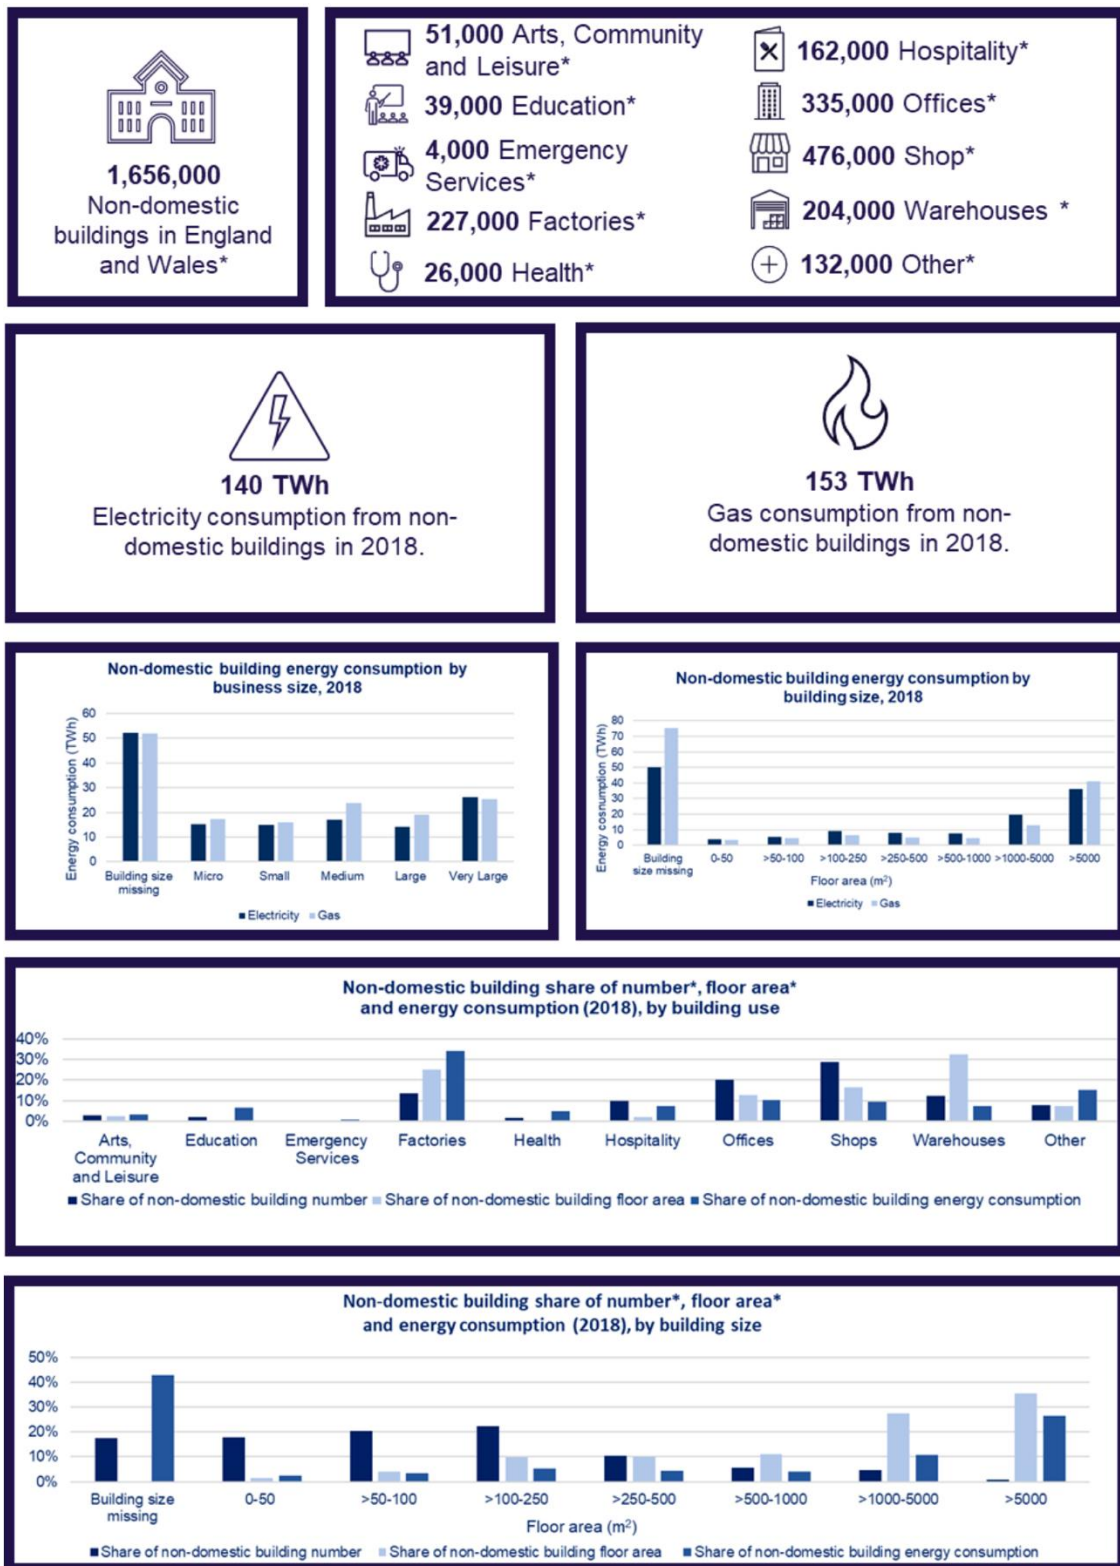 1,656,000
Non-domestic
buildings in England
and Wales*
51,000 Arts, Community
and Leisure*
39,000 Education*
4,000 Emergency
Services*
227,000 Factories*
26,000 Health*
162,000 Hospitality*
335,000 Offices*
476,000 Shop*
204,000 Warehouses *
132,000 Other*
140 TWh
Electricity consumption from non-
domestic buildings in 2018.
153 TWh
Gas consumption from non-
domestic buildings in 2018.
Non-domestic building energy consumption by
business size, 2018
Energy consumption (TWh)
60
50
40
30
20
10
0
Building size
missing
Micro
Small
Medium
Large
Very Large
Electricity
Gas
Non-domestic building energy consumption by
building size, 2018
Energy cosnumption (TWh)
80
70
60
50
40
30
20
10
0
Building
size missing
0-50
>50-100
>100-250
>250-500
>500-1000
>1000-5000
>5000
Floor area (m²)
Electricity
Gas
Non-domestic building share of number*, floor area*
and energy consumption (2018), by building use
40%
30%
20%
10%
0%
Arts,
Community
and Leisure
Education
Emergency
Services
Factories
Health
Hospitality
Offices
Shops
Warehouses
Other
Share of non-domestic building number
Share of non-domestic building floor area
Share of non-domestic building energy consumption
Non-domestic building share of number*, floor area*
and energy consumption (2018), by building size
50%
40%
30%
20%
10%
0%
Building size
missing
0-50
>50-100
>100-250
>250-500
>500-1000
>1000-5000
>5000
Floor area (m²)
Share of non-domestic building number
Share of non-domestic building floor area
Share of non-domestic building energy consumption